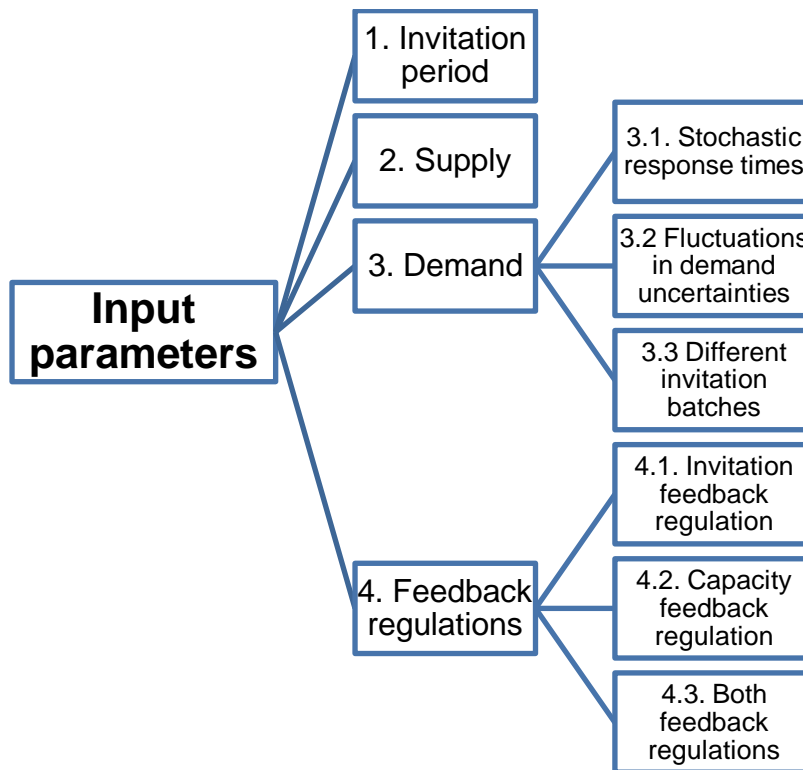 1. Invitation
period
2. Supply
3. Demand
3.1. Stochastic
response times
3.2 Fluctuations
in demand
uncertainties
3.3 Different
invitation
batches
Input
parameters
4. Feedback
regulations
4.1. Invitation
feedback
regulation
4.2. Capacity
feedback
regulation
4.3. Both
feedback
regulations